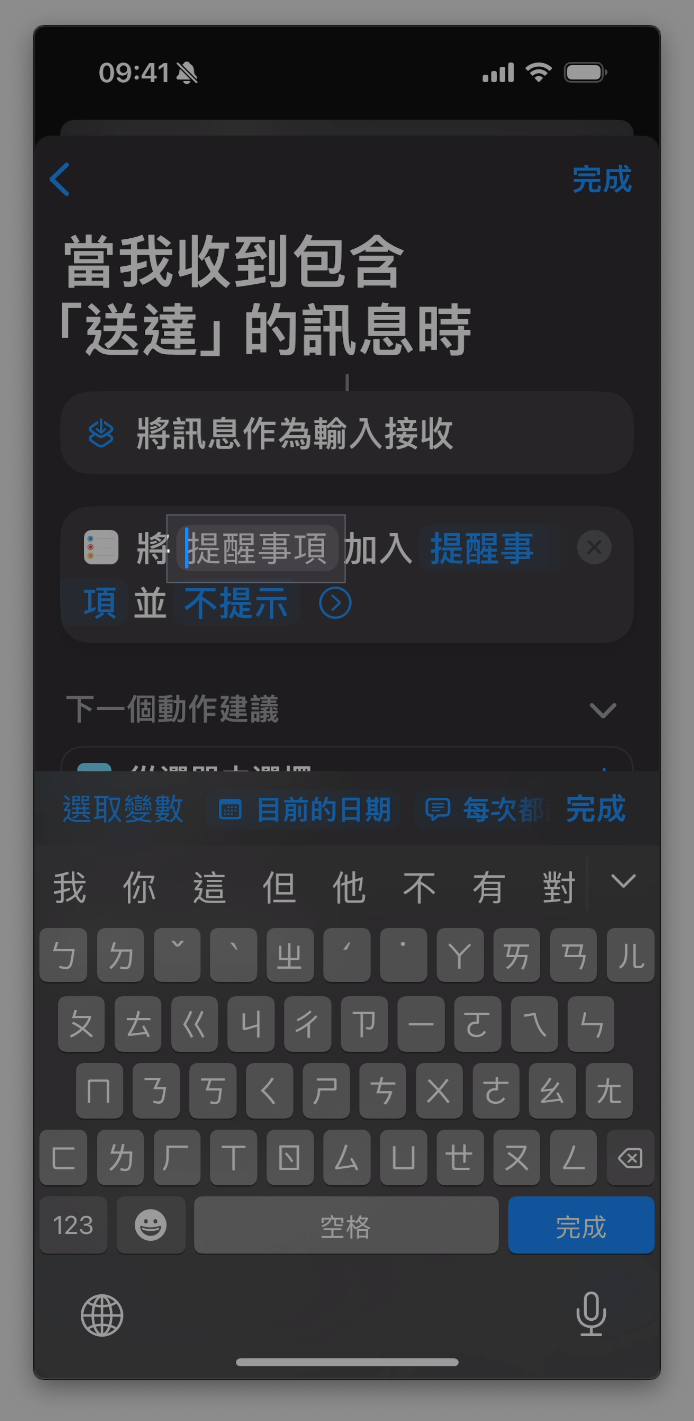 09:41
完成
當我收到包含
「送達」的訊息時
將訊息作為輸入接收
將 提醒事項 加入 提醒事
項 並 不提示
下一個動作建議
選取變數 目前的日期 每次都 完成
我 你 這 但 他 不 有 對
ㄅ ㄉ ˇ ˋ ㄓ ˊ ˙ ㄚ ㄞ ㄢ ㄦ
ㄆ ㄊ ㄍ ㄐ ㄔ ㄗ ㄧ ㄛ ㄟ ㄣ
ㄇ ㄋ ㄎ ㄑ ㄕ ㄘ ㄨ ㄜ ㄠ ㄤ
ㄈ ㄌ ㄏ ㄒ ㄖ ㄙ ㄩ ㄝ ㄡ ㄥ
123 空格 完成